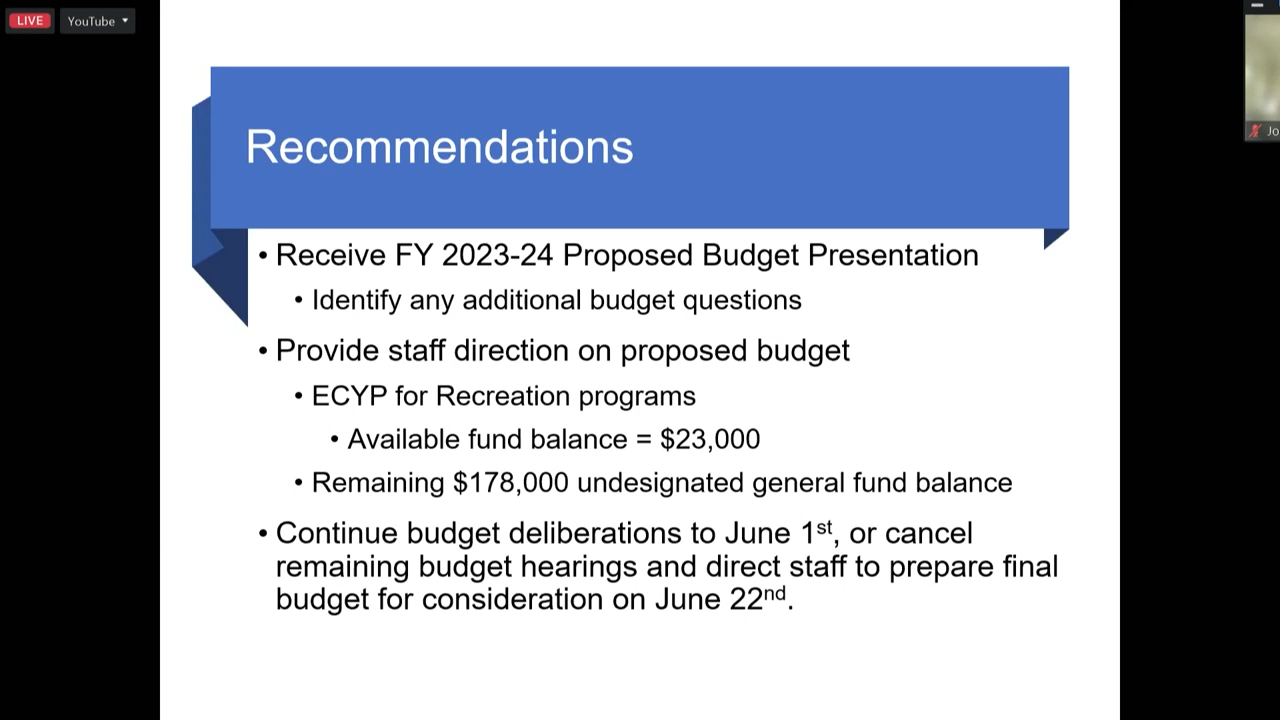 LIVE YouTube
Recommendations
• Receive FY 2023-24 Proposed Budget Presentation
• Identify any additional budget questions
• Provide staff direction on proposed budget
• ECYP for Recreation programs
• Available fund balance = $23,000
• Remaining $178,000 undesignated general fund balance
• Continue budget deliberations to June 1st, or cancel
remaining budget hearings and direct staff to prepare final
budget for consideration on June 22nd.
Jo